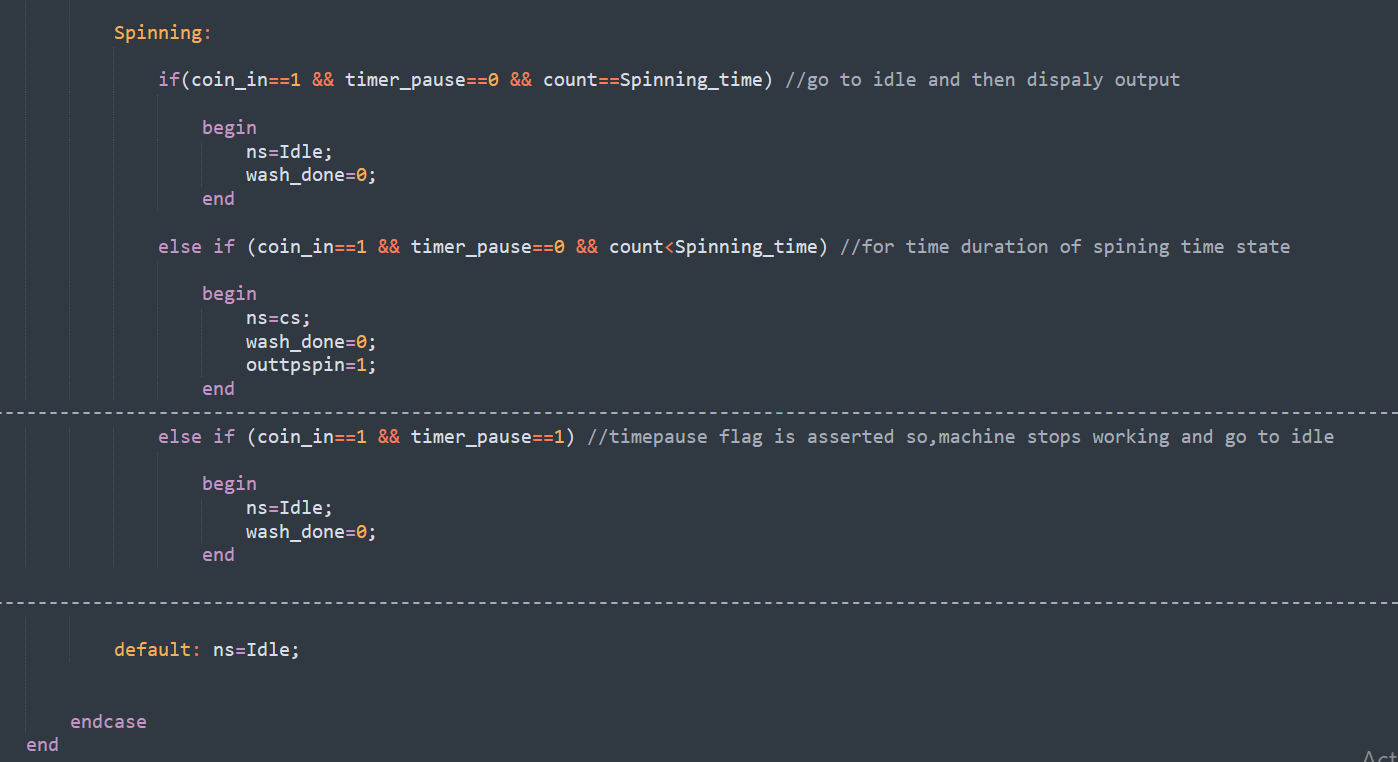 Spinning:
if(coin_in==1 && timer_pause==0 && count==Spinning_time) //go to idle and then dispaly output
begin
ns=Idle;
wash_done=0;
end
else if (coin_in==1 && timer_pause==0 && count<Spinning_time) //for time duration of spining time state
begin
ns=cs;
wash_done=0;
outtpspin=1;
end
else if (coin_in==1 && timer_pause==1) //timepause flag is asserted so,machine stops working and go to idle
begin
ns=Idle;
wash_done=0;
end
default: ns=Idle;
endcase
end